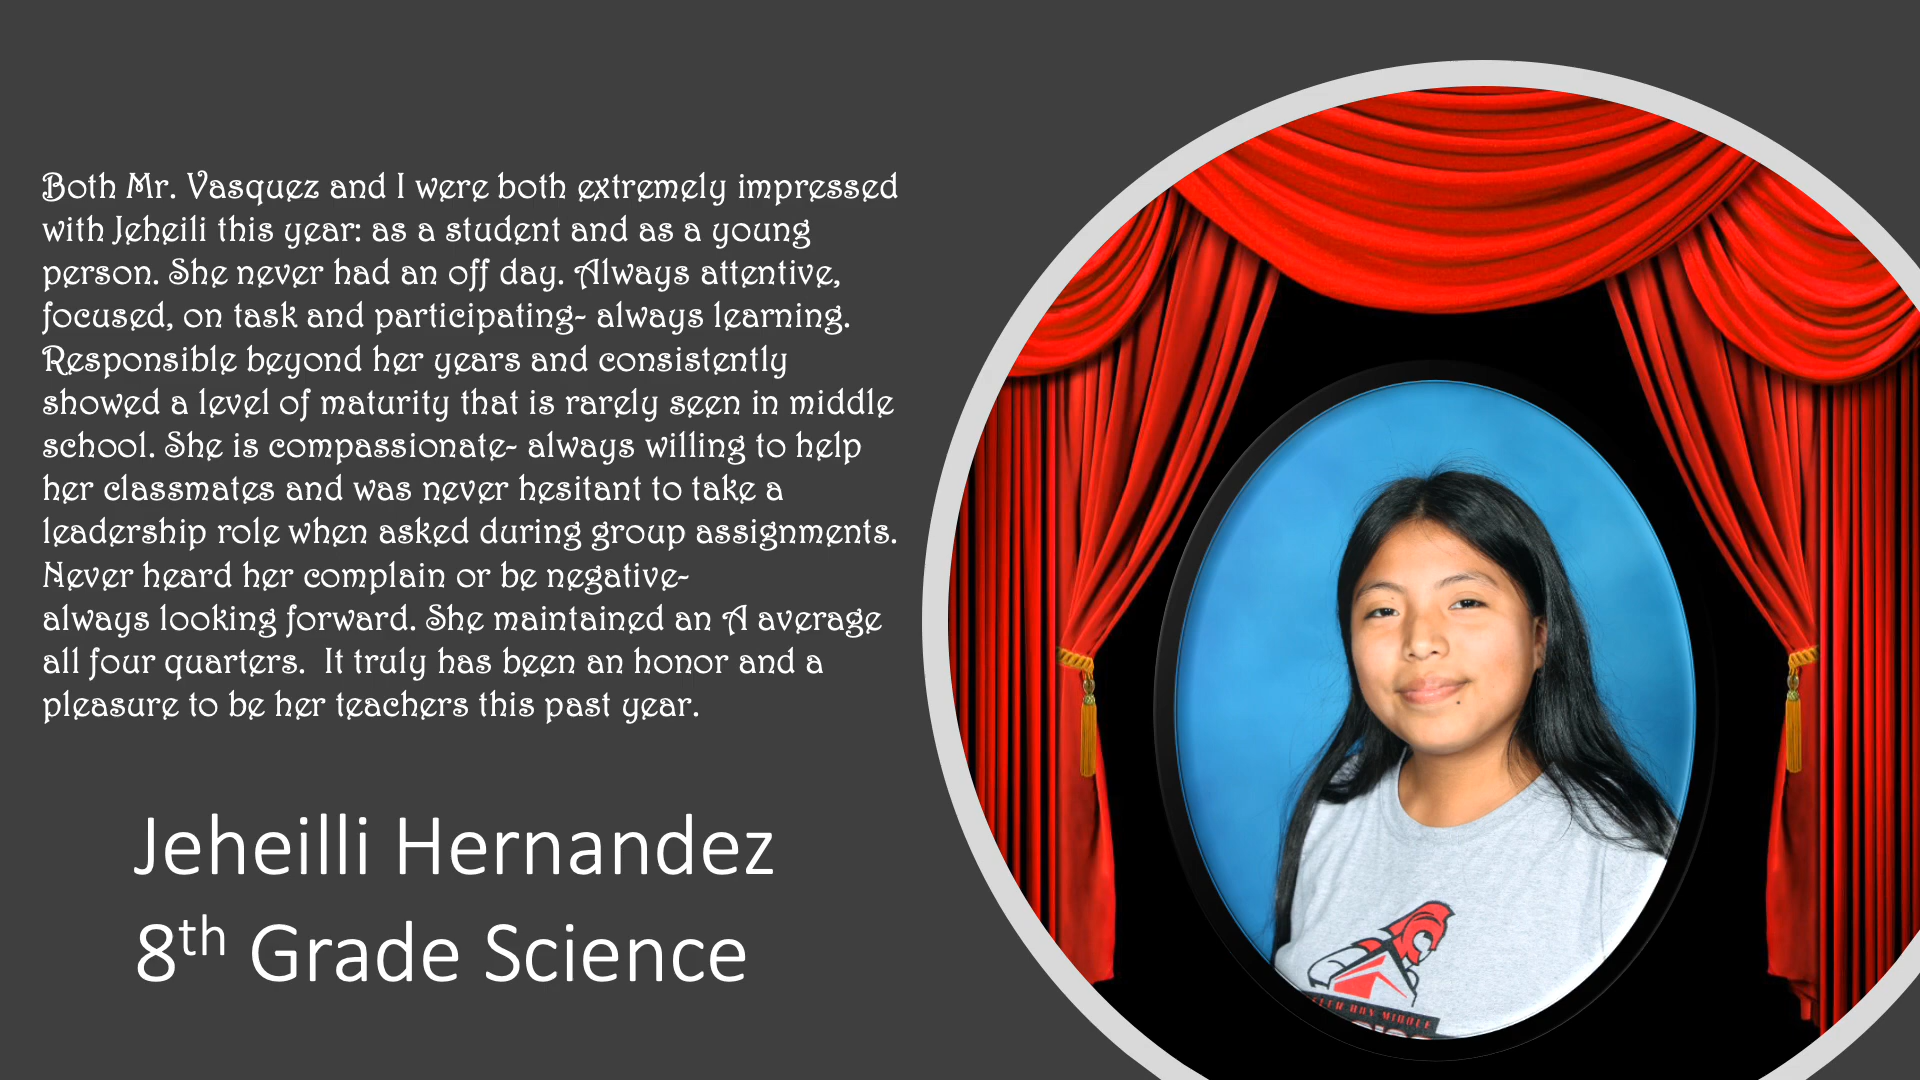 Both Mr. Vasquez and I were both extremely impressed
with Jeheili this year: as a student and as a young
person. She never had an off day. Always attentive,
focused, on task and participating- always learning.
Responsible beyond her years and consistently
showed a level of maturity that is rarely seen in middle
school. She is compassionate- always willing to help
her classmates and was never hesitant to take a
leadership role when asked during group assignments.
Never heard her complain or be negative-
always looking forward. She maintained an A average
all four quarters.  It truly has been an honor and a
pleasure to be her teachers this past year.
Jeheilli Hernandez
8th Grade Science
MIDDLE